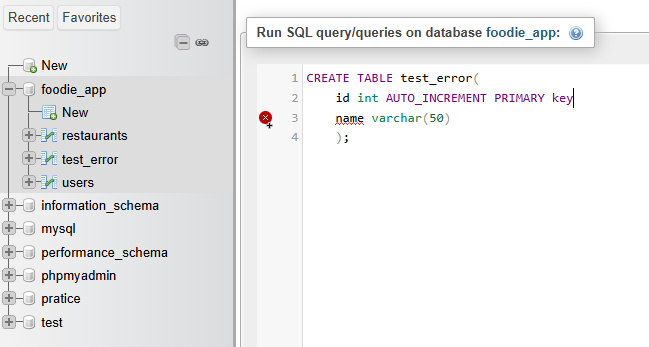 Recent Favorites
New
foodie_app
New
restaurants
test_error
users
information_schema
mysql
performance_schema
phpmyadmin
pratice
test
Run SQL query/queries on database foodie_app:
1 CREATE TABLE test_error(
2 id int AUTO_INCREMENT PRIMARY key
3 name varchar(50)
4 );